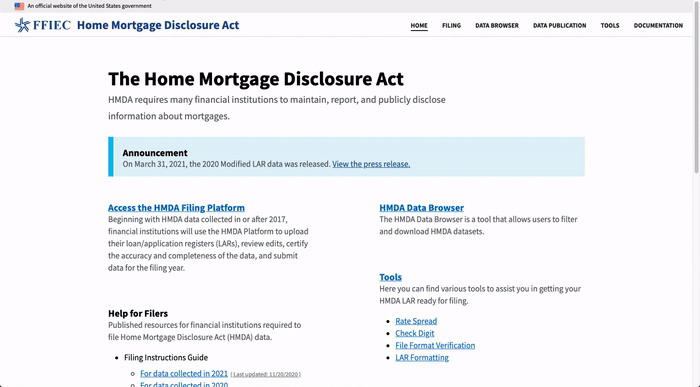 An official website of the United States government
FFIEC Home Mortgage Disclosure Act
HOME FILING DATA BROWSER DATA PUBLICATION TOOLS DOCUMENTATION
The Home Mortgage Disclosure Act
HMDA requires many financial institutions to maintain, report, and publicly disclose
information about mortgages.
Announcement
On March 31, 2021, the 2020 Modified LAR data was released. View the press release.
Access the HMDA Filing Platform
Beginning with HMDA data collected in or after 2017,
financial institutions will use the HMDA Platform to upload
their loan/application registers (LARs), review edits, certify
the accuracy and completeness of the data, and submit
data for the filing year.
HMDA Data Browser
The HMDA Data Browser is a tool that allows users to filter
and download HMDA datasets.
Tools
Here you can find various tools to assist you in getting your
HMDA LAR ready for filing.
Rate Spread
Check Digit
File Format Verification
LAR Formatting
Help for Filers
Published resources for financial institutions required to
file Home Mortgage Disclosure Act (HMDA) data.
Filing Instructions Guide
For data collected in 2021 (Last updated: 11/20/2020)
For data collected in 2020